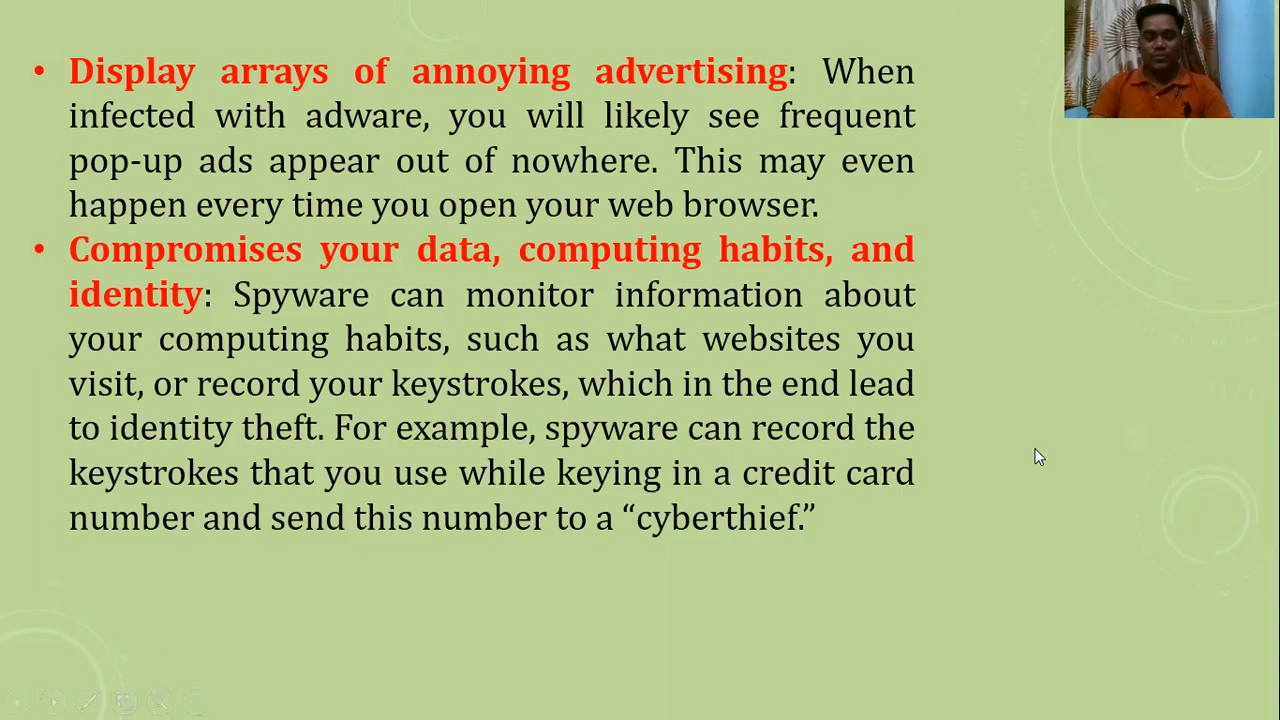 • Display arrays of annoying advertising: When
infected with adware, you will likely see frequent
pop-up ads appear out of nowhere. This may even
happen every time you open your web browser.
• Compromises your data, computing habits, and
identity: Spyware can monitor information about
your computing habits, such as what websites you
visit, or record your keystrokes, which in the end lead
to identity theft. For example, spyware can record the
keystrokes that you use while keying in a credit card
number and send this number to a “cyberthief.”